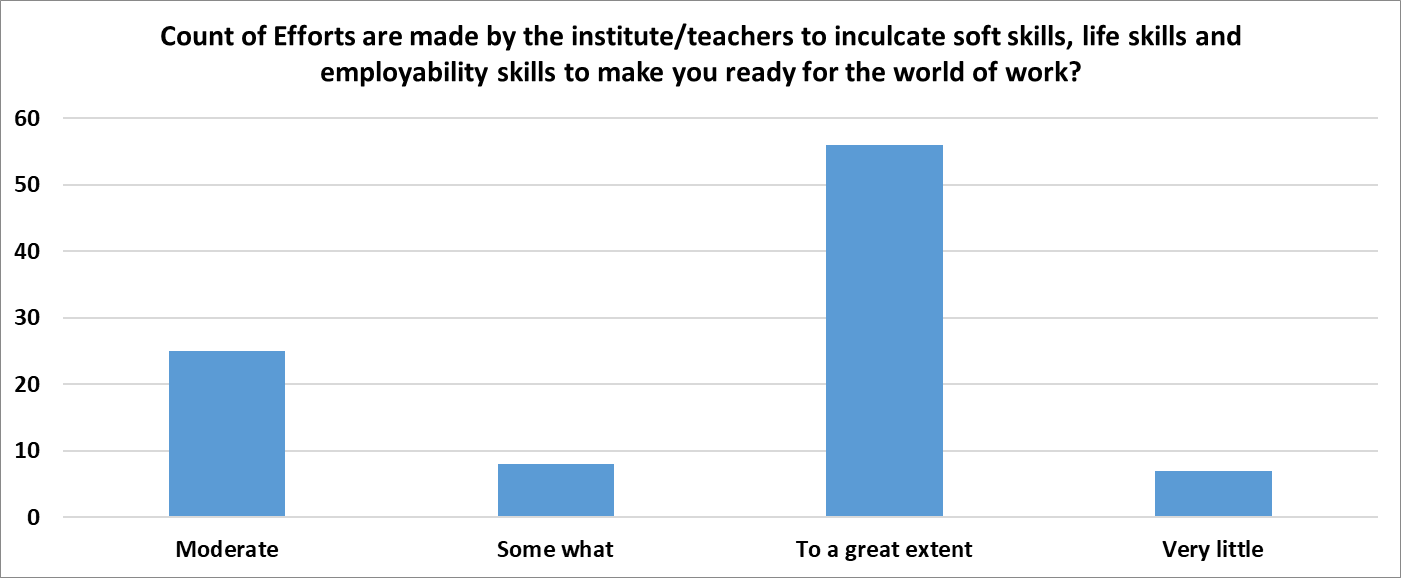 Count of Efforts are made by the institute/teachers to inculcate soft skills, life skills and
employability skills to make you ready for the world of work?
60
50
40
30
20
10
0
Moderate
Some what
To a great extent
Very little